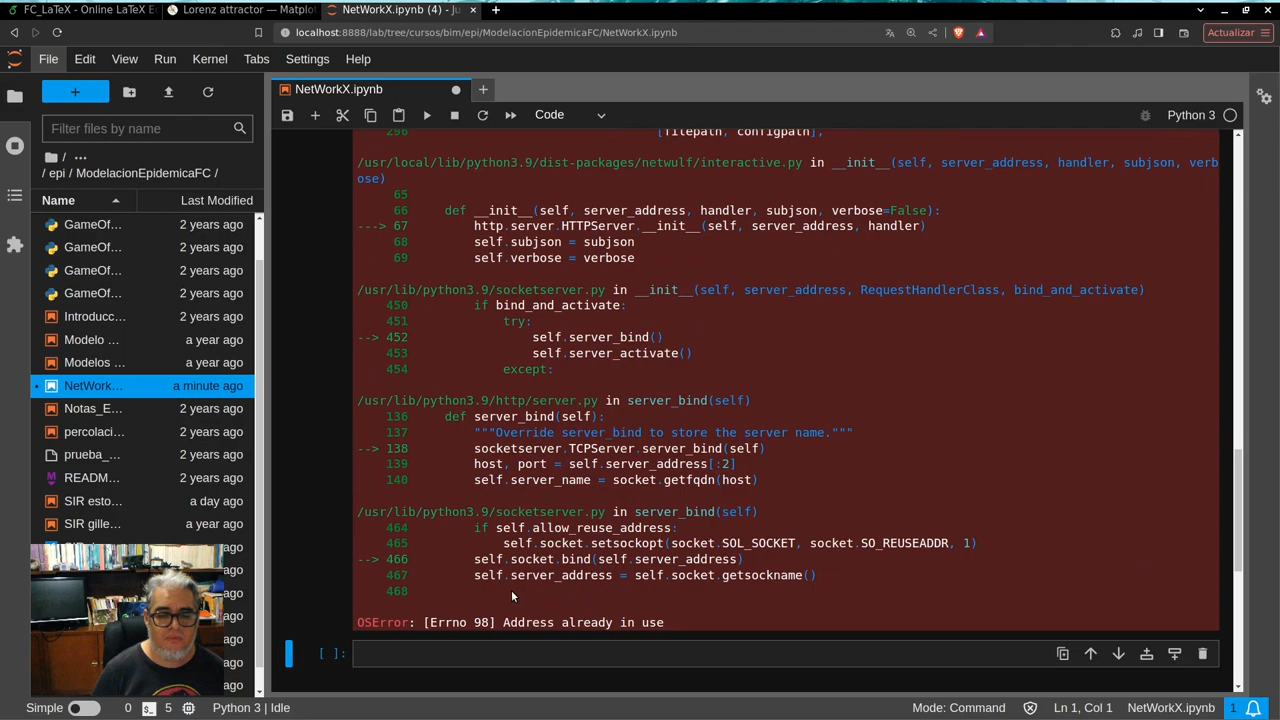 FC_LaTeX - Online LaTeX E
Lorenz attractor — Matplot
NetWorkX.ipynb (4) - Ju
localhost:8888/lab/tree/cursos/bim/epi/ModelacionEpidemicaFC/NetWorkX.ipynb
Actualizar
File Edit View Run Kernel Tabs Settings Help
NetWorkX.ipynb
Code
Python 3
Filter files by name
/ ...
/ epi / ModelacionEpidemicaFC /
Name Last Modified
GameOf... 2 years ago
GameOf... 2 years ago
GameOf... 2 years ago
GameOf... 2 years ago
Introducc... 2 years ago
Modelo ... a year ago
Modelos ... a year ago
NetWork... a minute ago
Notas_E... 2 years ago
percolaci... 2 years ago
prueba_... 2 years ago
READM... 2 years ago
SIR esto... a day ago
SIR gille... a year ago
ago
ago
ago
ago
ago
ago
ago
296 [filepath, configpath],
/usr/local/lib/python3.9/dist-packages/netwulf/interactive.py in __init__(self, server_address, handler, subjson, verb
ose)
65
66 def __init__(self, server_address, handler, subjson, verbose=False):
---> 67 http.server.HTTPServer.__init__(self, server_address, handler)
68 self.subjson = subjson
69 self.verbose = verbose
/usr/lib/python3.9/socketserver.py in __init__(self, server_address, RequestHandlerClass, bind_and_activate)
450 if bind_and_activate:
451 try:
--> 452 self.server_bind()
453 self.server_activate()
454 except:
/usr/lib/python3.9/http/server.py in server_bind(self)
136 def server_bind(self):
137 """Override server_bind to store the server name."""
--> 138 socketserver.TCPServer.server_bind(self)
139 host, port = self.server_address[:2]
140 self.server_name = socket.getfqdn(host)
/usr/lib/python3.9/socketserver.py in server_bind(self)
464 if self.allow_reuse_address:
465 self.socket.setsockopt(socket.SOL_SOCKET, socket.SO_REUSEADDR, 1)
--> 466 self.socket.bind(self.server_address)
467 self.server_address = self.socket.getsockname()
468
OSError: [Errno 98] Address already in use
[ ]:
Simple 0 5 Python 3 | Idle Mode: Command Ln 1, Col 1 NetWorkX.ipynb 1